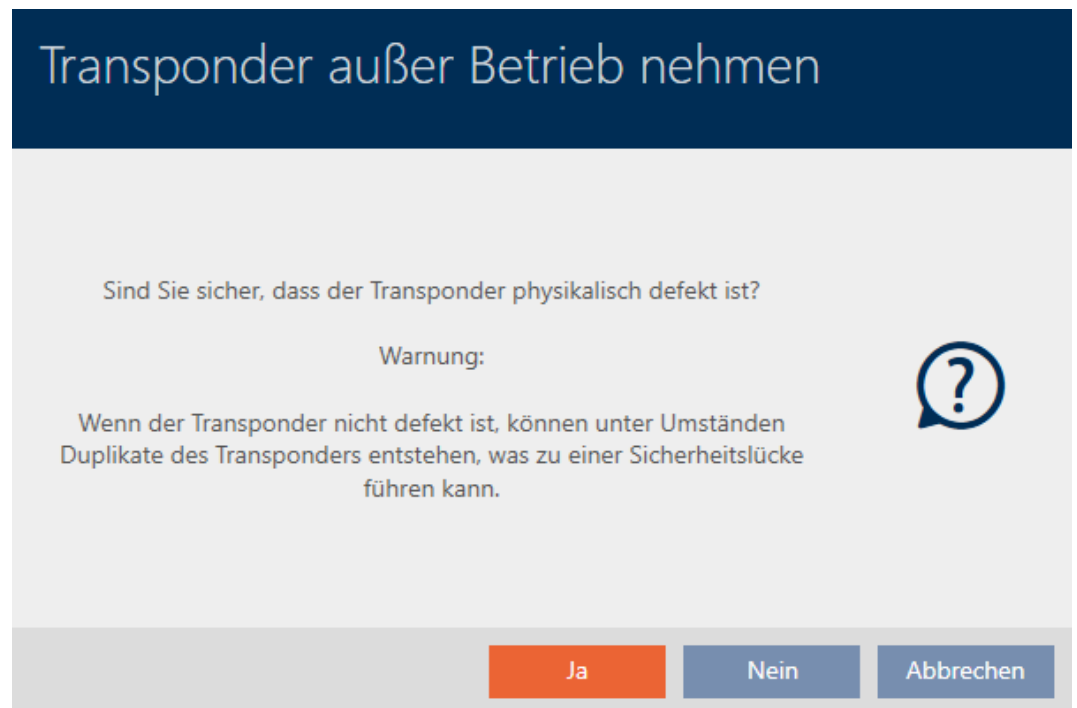 Transponder außer Betrieb nehmen
Sind Sie sicher, dass der Transponder physikalisch defekt ist?
Warnung:
Wenn der Transponder nicht defekt ist, können unter Umständen
Duplikate des Transponders entstehen, was zu einer Sicherheitslücke
führen kann.
?
Ja
Nein
Abbrechen